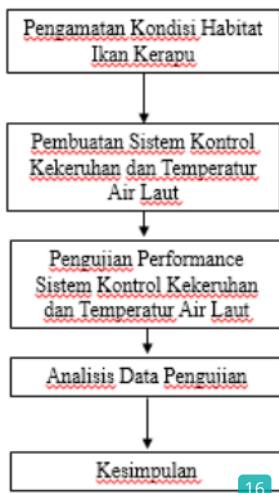 Pengamatan Kondisi Habitat
Ikan Kerapu
Pembuatan Sistem Kontrol
Kekeruhan dan Temperatur
Air Laut
Pengujian Performance
Sistem Kontrol Kekeruhan
dan Temperatur Air Laut
Analisis Data Pengujian
Kesimpulan
16